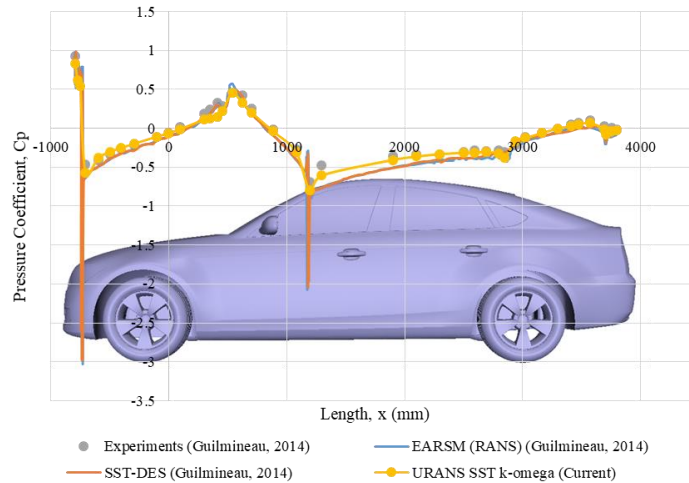 1.5
1
0.5
0
-1000 0 1000 2000 3000 4000
-0.5
-1
-1.5
-2
-2.5
-3
-3.5
Pressure Coefficient, Cp
Length, x (mm)
Experiments (Guilmineau, 2014) EARSM (RANS) (Guilmineau, 2014)
SST-DES (Guilmineau, 2014) URANS SST k-omega (Current)